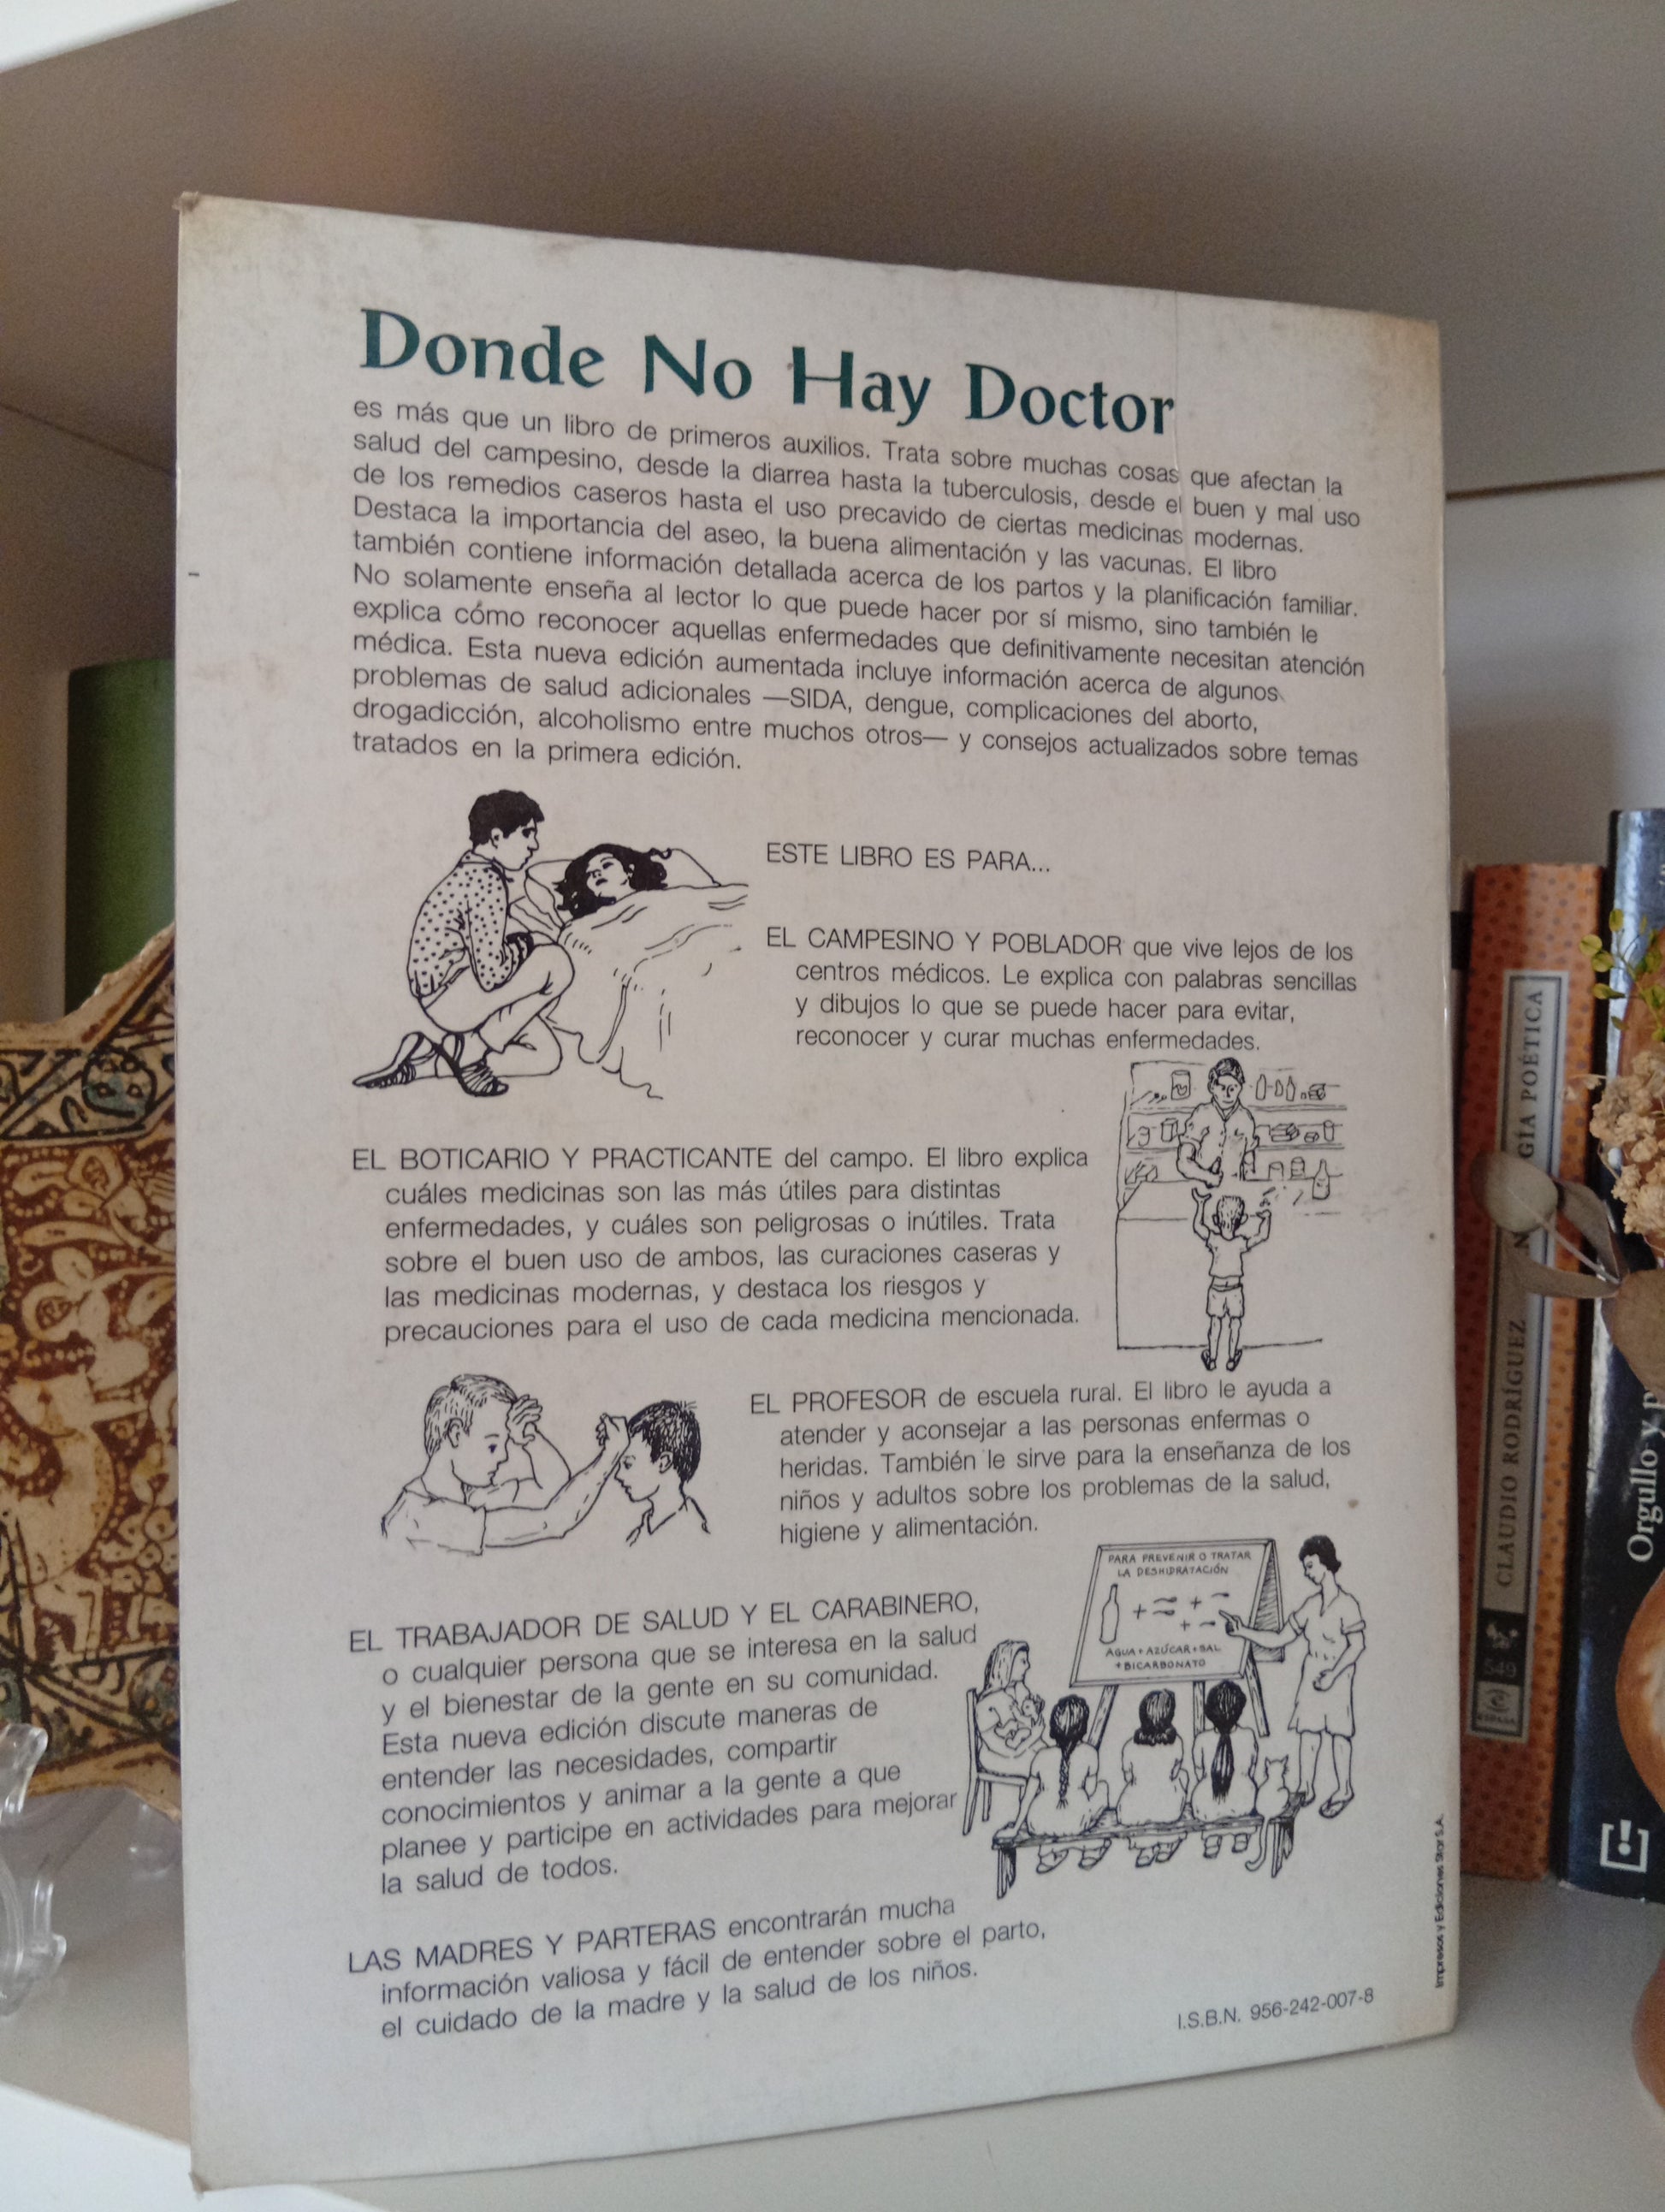 Donde No Hay Doctor
es más que un libro de primeros auxilios. Trata sobre muchas cosas que afectan la
salud del campesino, desde la diarrea hasta la tuberculosis, desde el buen y mal uso
de los remedios caseros hasta el uso precavido de ciertas medicinas modernas.
Destaca la importancia del aseo, la buena alimentación y las vacunas. El libro
también contiene información detallada acerca de los partos y la planificación familiar.
No solamente enseña al lector lo que puede hacer por sí mismo, sino también le
explica cómo reconocer aquellas enfermedades que definitivamente necesitan atención
médica. Esta nueva edición aumentada incluye información acerca de algunos
problemas de salud adicionales —SIDA, dengue, complicaciones del aborto,
drogadicción, alcoholismo entre muchos otros— y consejos actualizados sobre temas
tratados en la primera edición.
ESTE LIBRO ES PARA...
EL CAMPESINO Y POBLADOR que vive lejos de los
centros médicos. Le explica con palabras sencillas
y dibujos lo que se puede hacer para evitar,
reconocer y curar muchas enfermedades.
EL BOTICARIO Y PRACTICANTE del campo. El libro explica
cuáles medicinas son las más útiles para distintas
enfermedades, y cuáles son peligrosas o inútiles. Trata
sobre el buen uso de ambos, las curaciones caseras y
las medicinas modernas, y destaca los riesgos y
precauciones para el uso de cada medicina mencionada.
EL PROFESOR de escuela rural. El libro le ayuda a
atender y aconsejar a las personas enfermas o
heridas. También le sirve para la enseñanza de los
niños y adultos sobre los problemas de la salud,
higiene y alimentación.
PARA PREVENIR O TRATAR
LA DESHIDRATACIÓN
AGUA + AZÚCAR + SAL
+ BICARBONATO
EL TRABAJADOR DE SALUD Y EL CARABINERO,
o cualquier persona que se interesa en la salud
y el bienestar de la gente en su comunidad.
Esta nueva edición discute maneras de
entender las necesidades, compartir
conocimientos y animar a la gente a que
planee y participe en actividades para mejorar
la salud de todos.
LAS MADRES Y PARTERAS encontrarán mucha
información valiosa y fácil de entender sobre el parto,
el cuidado de la madre y la salud de los niños.
I.S.B.N. 956-242-007-8
Impresos y Ediciones Star S.A.
CLAUDIO RODRÍGUEZ
GÍA POÉTICA
549
Orgullo y p